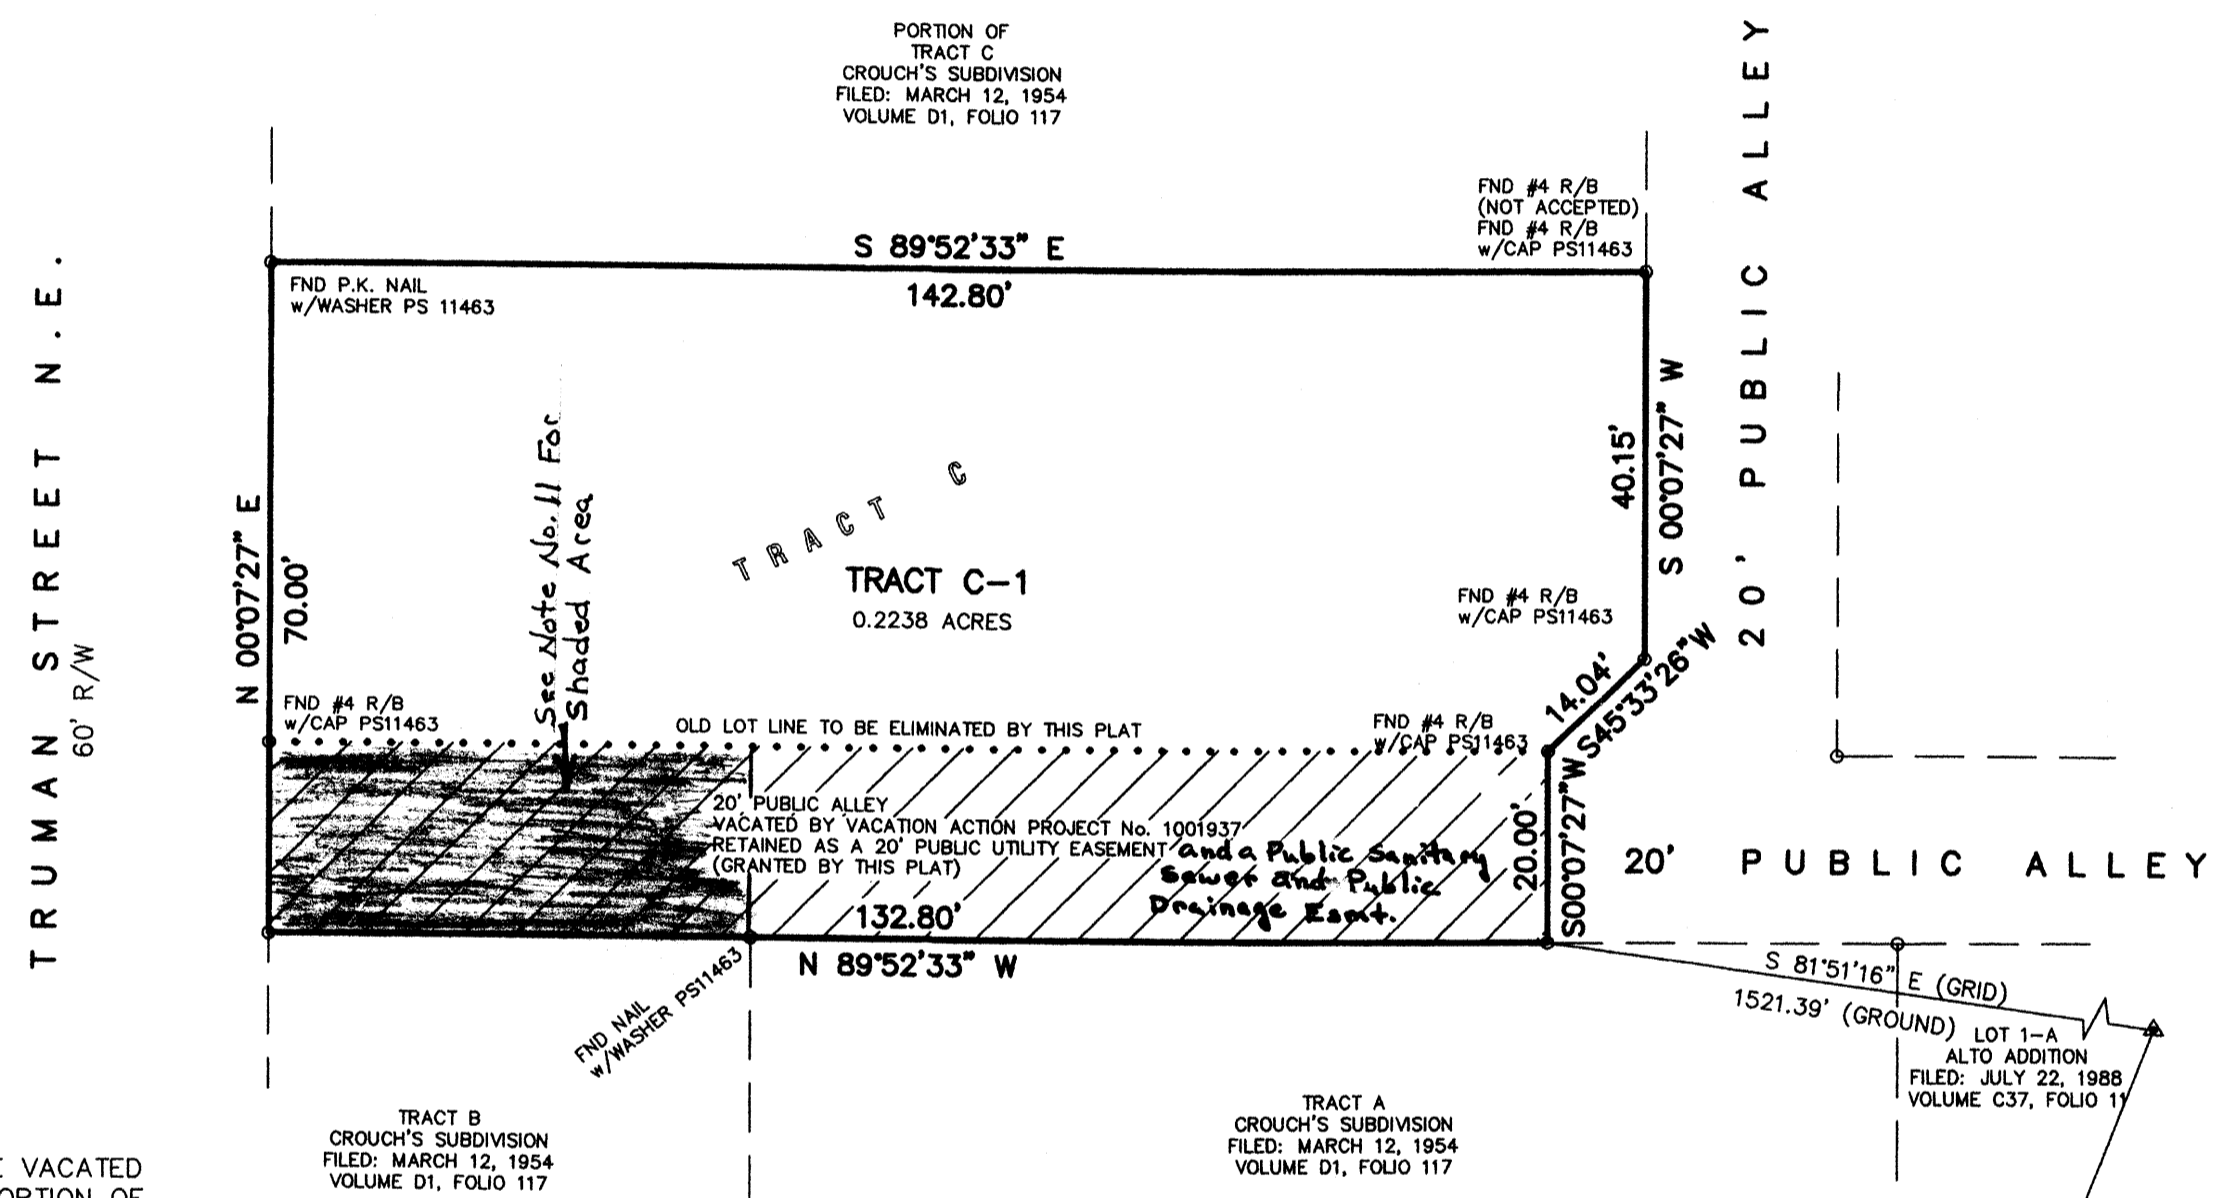 PORTION OF
TRACT C
CROUCH'S SUBDIVISION
FILED: MARCH 12, 1954
VOLUME D1, FOLIO 117
20' PUBLIC ALLEY
FND #4 R/B
(NOT ACCEPTED)
FND #4 R/B
w/CAP PS11463
S 89°52'33" E
142.80'
FND P.K. NAIL
w/WASHER PS 11463
TRUMAN STREET N.E.
60' R/W
N 00°07'27" E
70.00'
See Note No. 11 For
Shaded Area
TRACT C
TRACT C-1
0.2238 ACRES
40.15'
S 00°07'27" W
FND #4 R/B
w/CAP PS11463
14.04'
S45°33'26"W
FND #4 R/B
w/CAP PS11463
OLD LOT LINE TO BE ELIMINATED BY THIS PLAT
FND #4 R/B
w/CAP PS11463
20' PUBLIC ALLEY
VACATED BY VACATION ACTION PROJECT No. 1001937
RETAINED AS A 20' PUBLIC UTILITY EASEMENT and a Public Sanitary
(GRANTED BY THIS PLAT) Sewer and Public
Drainage Esmt.
20.00'
S00°07'27"W
20' PUBLIC ALLEY
132.80'
N 89°52'33" W
FND NAIL
w/WASHER PS11463
S 81°51'16" E (GRID)
1521.39' (GROUND)
LOT 1-A
ALTO ADDITION
FILED: JULY 22, 1988
VOLUME C37, FOLIO 11
TRACT B
CROUCH'S SUBDIVISION
FILED: MARCH 12, 1954
VOLUME D1, FOLIO 117
TRACT A
CROUCH'S SUBDIVISION
FILED: MARCH 12, 1954
VOLUME D1, FOLIO 117
VACATED
OF